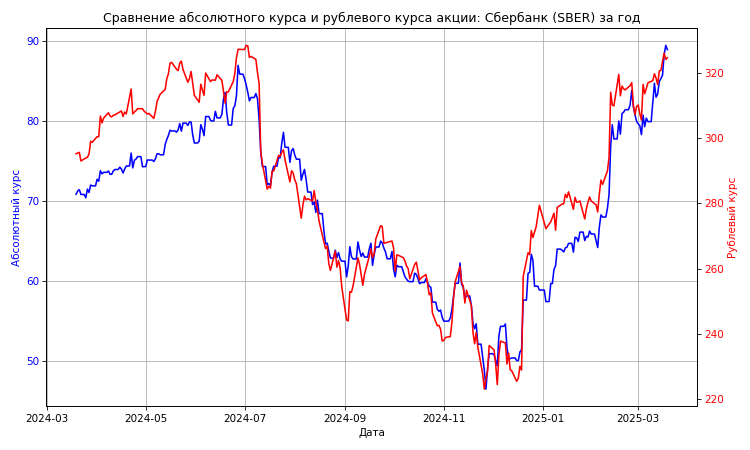 Сравнение абсолютного курса и рублевого курса акции: Сбербанк (SBER) за год
Абсолютный курс
90
80
70
60
50
Рублевый курс
320
300
280
260
240
220
2024-03 2024-05 2024-07 2024-09 2024-11 2025-01 2025-03
Дата